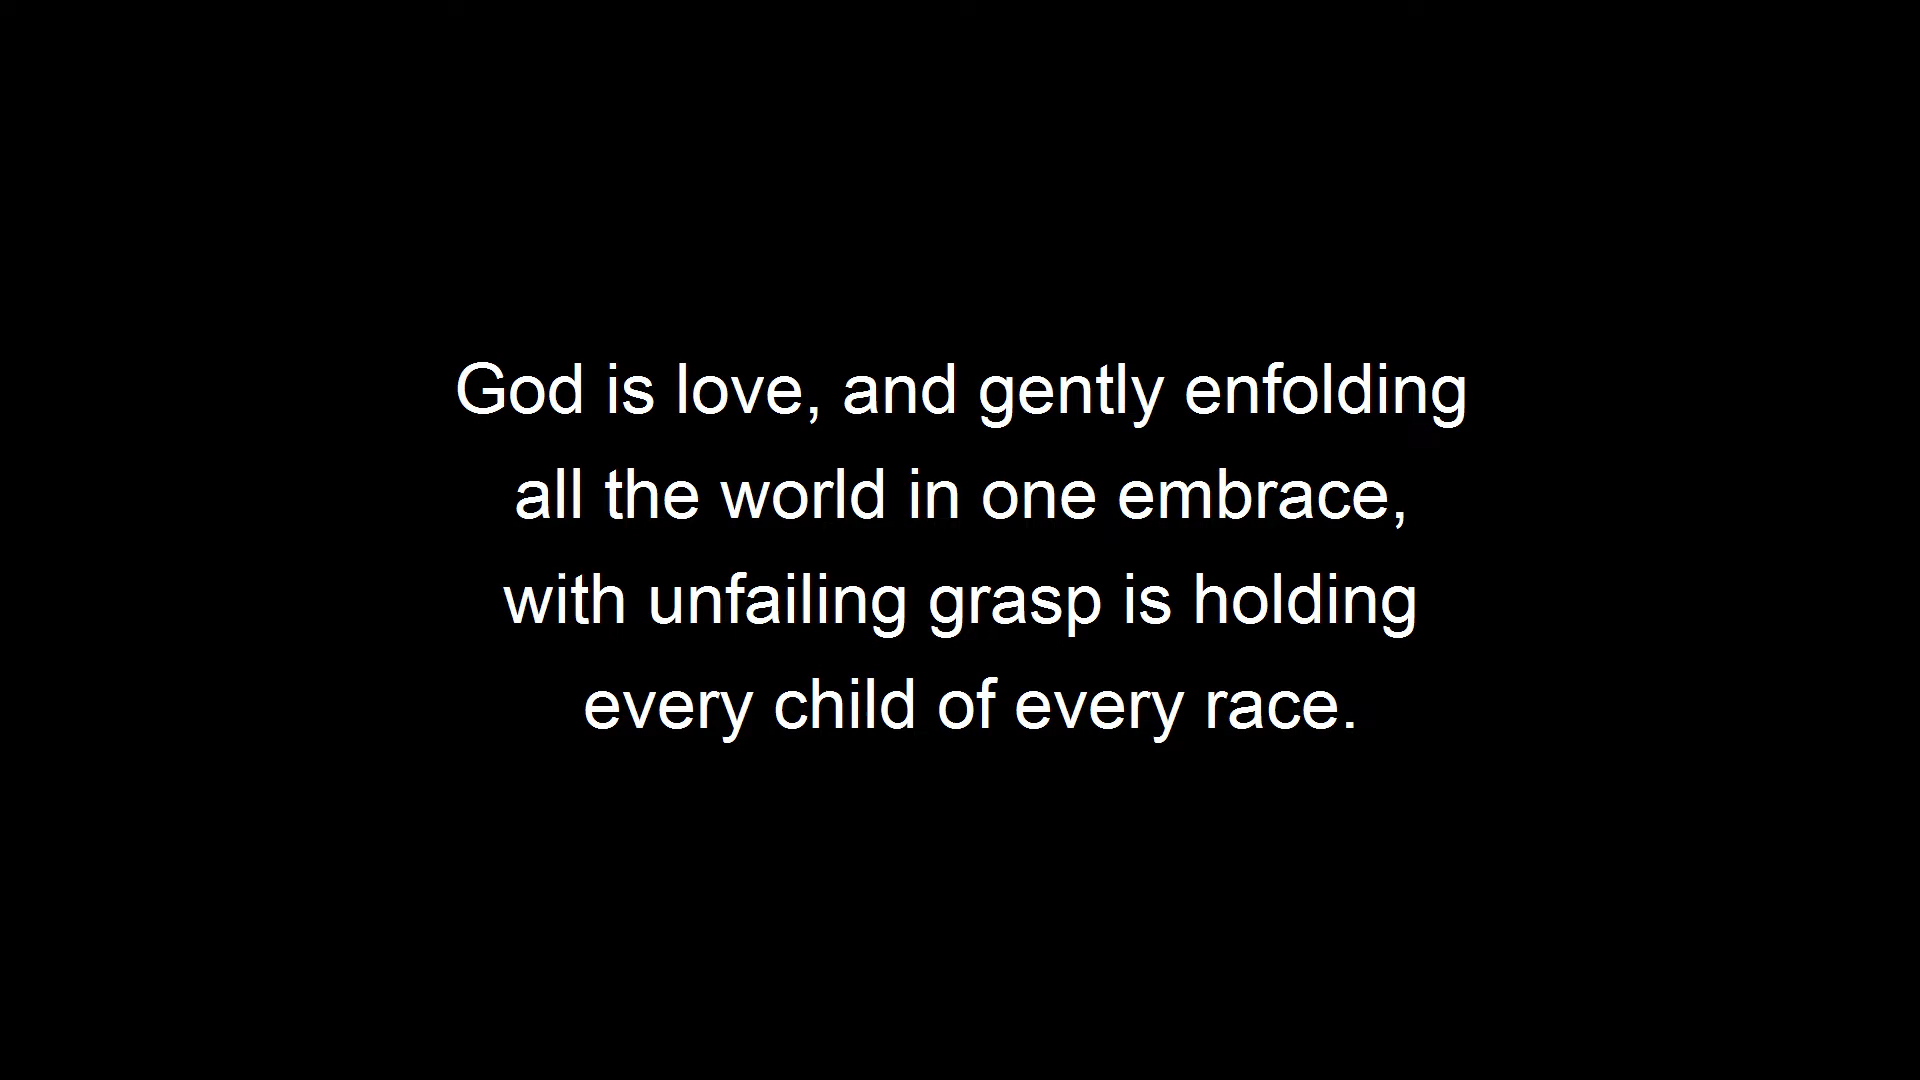 God is love, and gently enfolding
all the world in one embrace,
with unfailing grasp is holding
every child of every race.